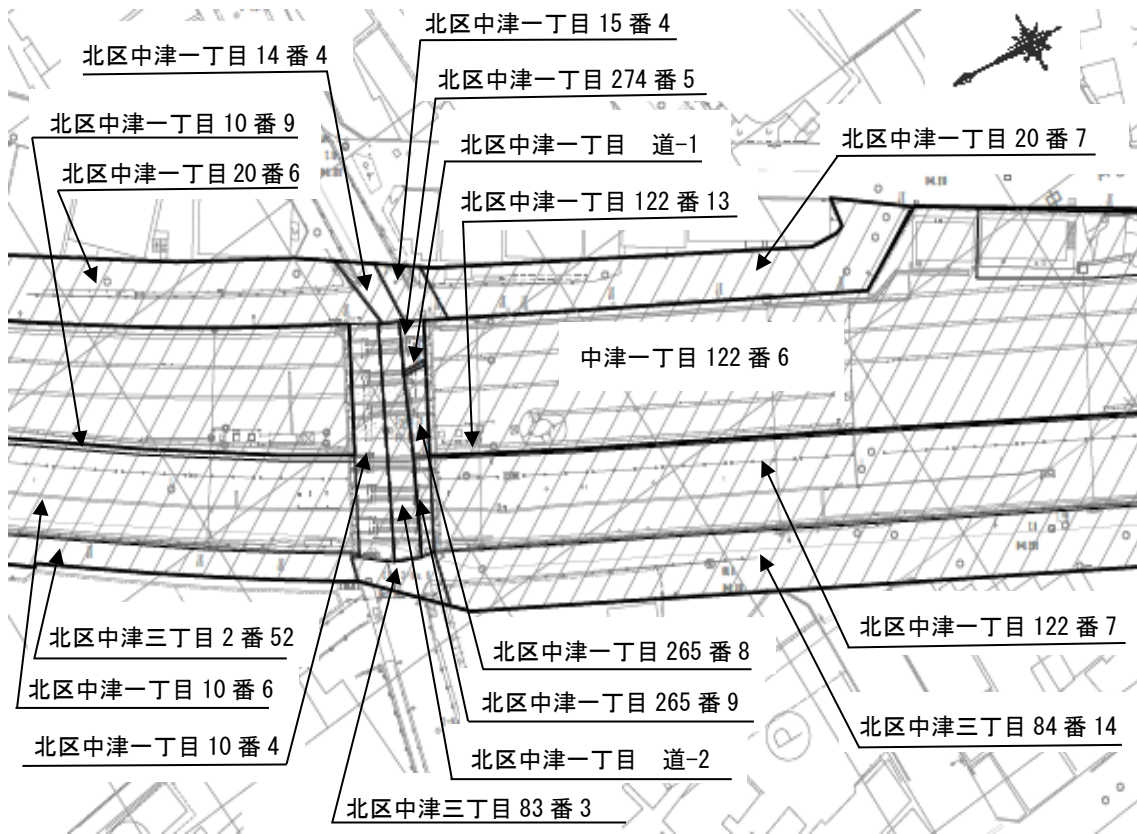 北区中津一丁目 15 番 4
北区中津一丁目 14 番 4
北区中津一丁目 274 番 5
北区中津一丁目 10 番 9
北区中津一丁目　道-1
北区中津一丁目 20 番 7
北区中津一丁目 20 番 6
北区中津一丁目 122 番 13
中津一丁目 122 番 6
北区中津三丁目 2 番 52
北区中津一丁目 265 番 8
北区中津一丁目 122 番 7
北区中津一丁目 10 番 6
北区中津一丁目 265 番 9
北区中津三丁目 84 番 14
北区中津一丁目 10 番 4
北区中津一丁目　道-2
北区中津三丁目 83 番 3
P